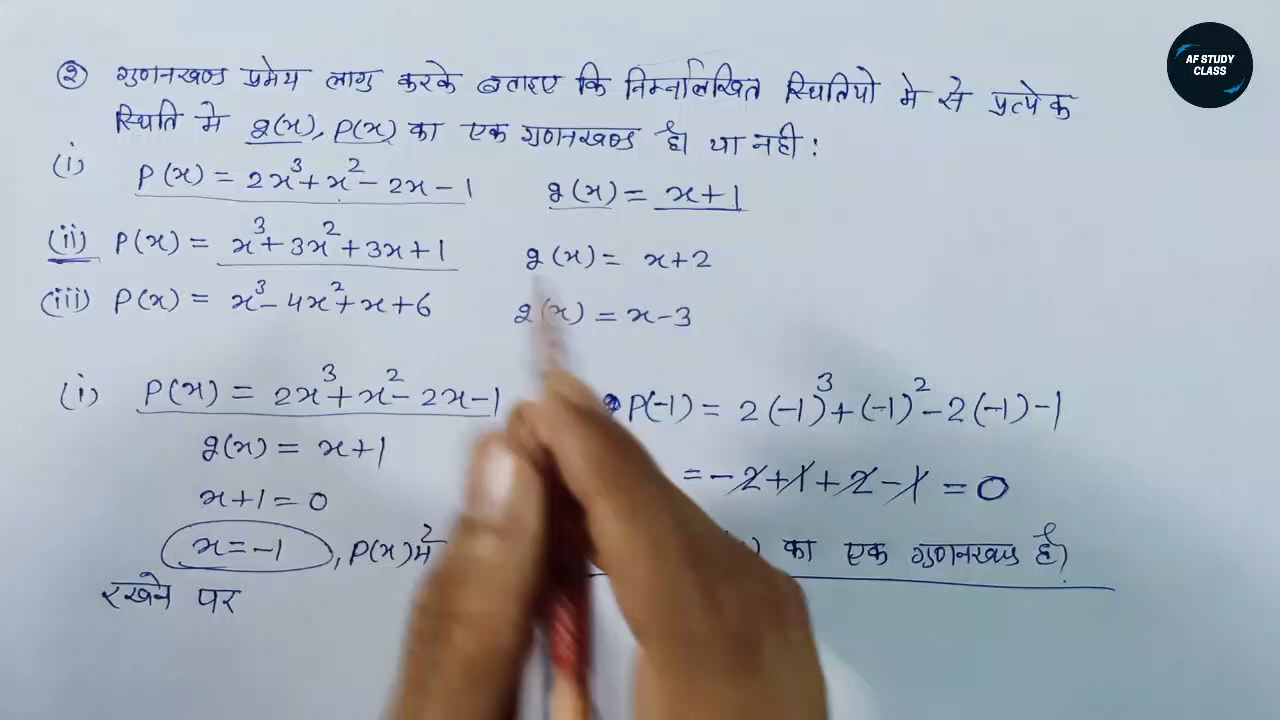 AF STUDY
CLASS
② गुणनखण्ड प्रमेय लागु करके बताइए कि निम्नलिखित स्थितियो मे से प्रत्येक
स्थिति मे g(x), P(x) का एक गुणनखण्ड है। या नही:
(i) P(x) = 2x³+x²-2x-1 g(x) = x+1
(ii) P(x) = x³+3x²+3x+1 g(x) = x+2
(iii) P(x) = x³-4x²+x+6 g(x) = x-3
(i) P(x) = 2x³+x²-2x-1 P(-1) = 2(-1)³+(-1)²-2(-1)-1
g(x) = x+1 = -2+1+2-1 = 0
x+1=0
x=-1, P(x) में का एक गुणनखण्ड है।
रखने पर